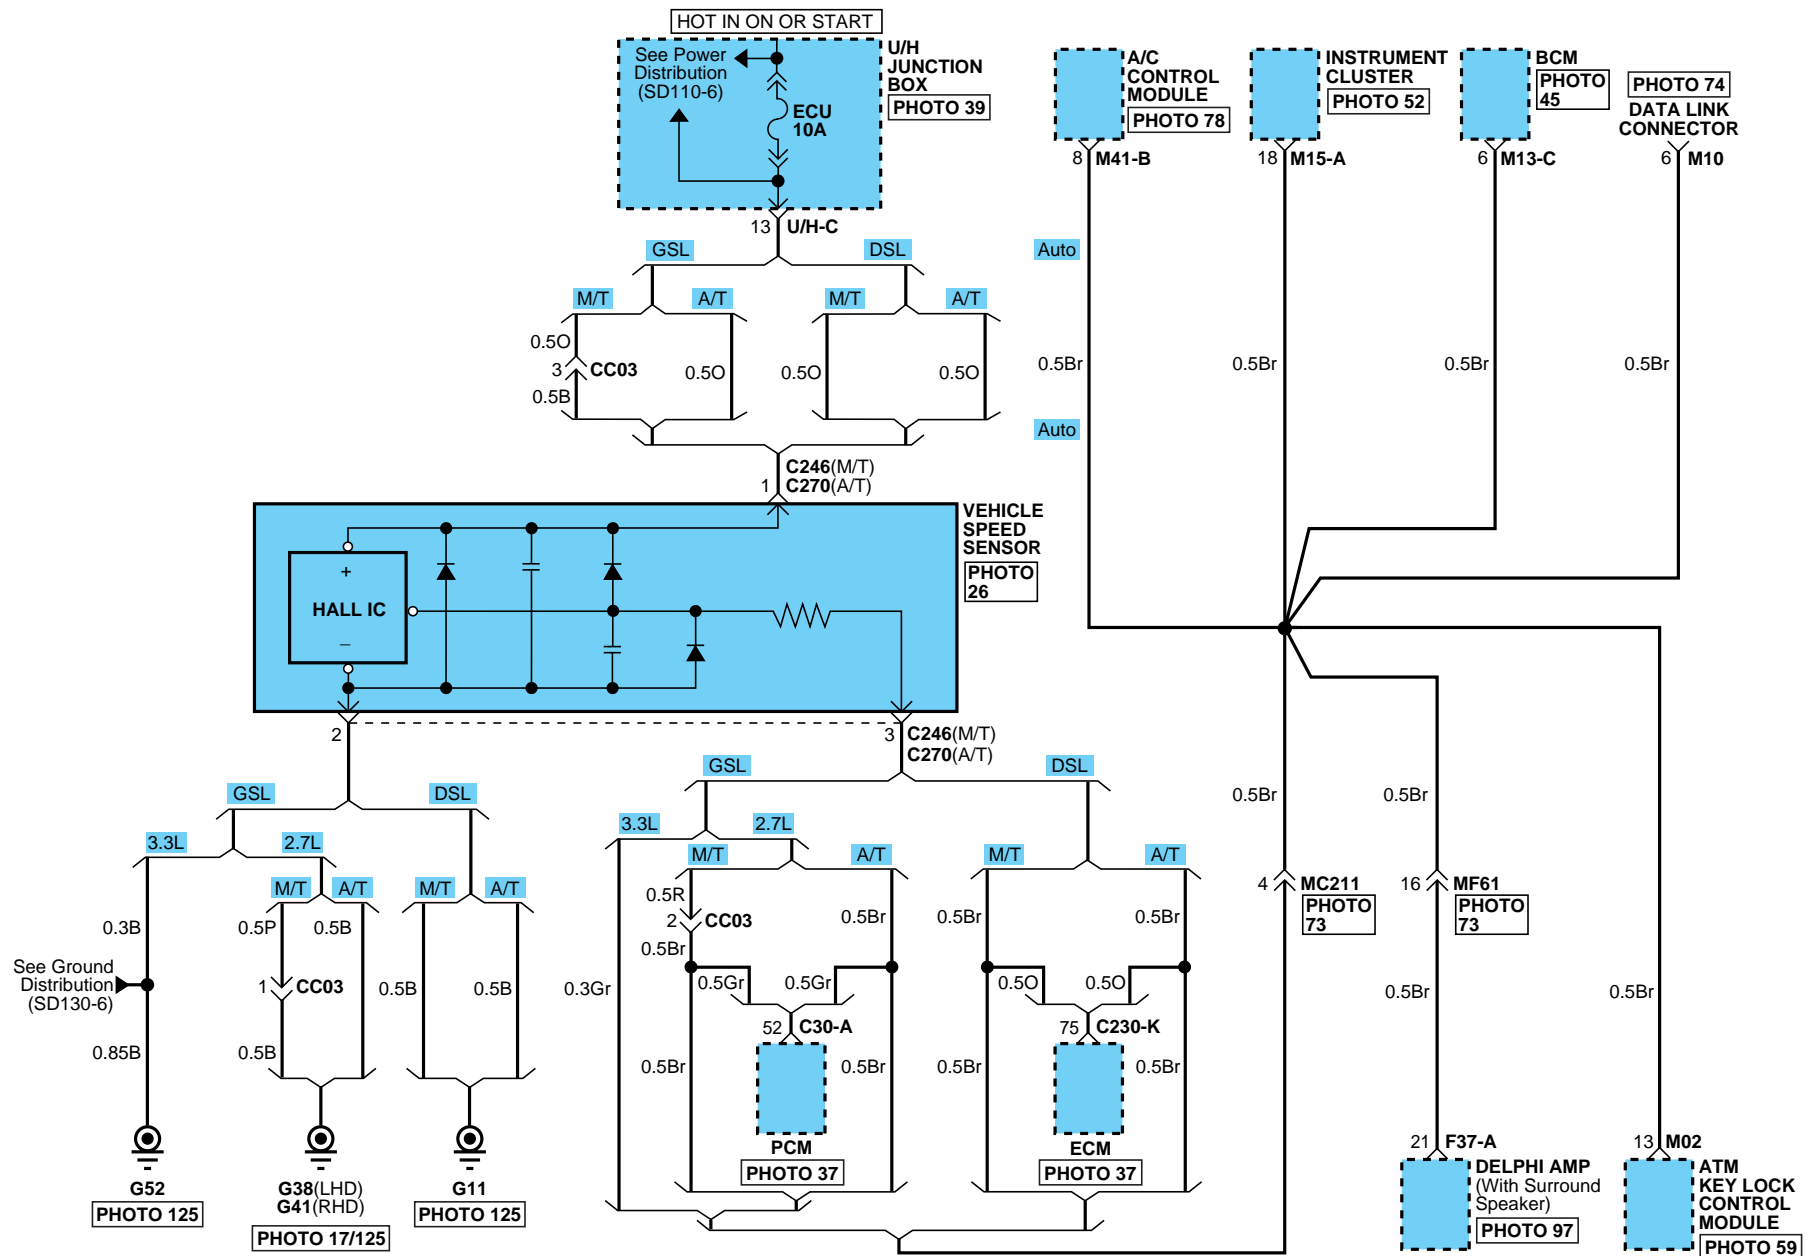 HOT IN ON OR START
See Power
Distribution
(SD110-6)
ECU
10A
U/H
JUNCTION
BOX
PHOTO 39
13 U/H-C
A/C
CONTROL
MODULE
PHOTO 78
8 M41-B
INSTRUMENT
CLUSTER
PHOTO 52
18 M15-A
BCM
PHOTO
45
6 M13-C
PHOTO 74
DATA LINK
CONNECTOR
6 M10
GSL
DSL
Auto
M/T
A/T
M/T
A/T
0.5O
3 CC03
0.5B
0.5O
0.5O
0.5O
0.5Br
0.5Br
0.5Br
0.5Br
Auto
C246(M/T)
1 C270(A/T)
VEHICLE
SPEED
SENSOR
PHOTO
26
+
HALL IC
–
2
3 C246(M/T)
C270(A/T)
GSL
DSL
3.3L
2.7L
M/T
A/T
M/T
A/T
0.3B
0.5P
0.5B
See Ground
Distribution
(SD130-6)
1 CC03
0.5B
0.5B
0.85B
0.5B
G52
PHOTO 125
G38(LHD)
G41(RHD)
PHOTO 17/125
G11
PHOTO 125
GSL
DSL
3.3L
2.7L
M/T
A/T
M/T
A/T
0.5R
2 CC03
0.5Br
0.5Br
0.5Br
0.5Br
0.3Gr
0.5Gr
0.5Gr
0.5O
0.5O
52 C30-A
75 C230-K
0.5Br
0.5Br
0.5Br
0.5Br
PCM
PHOTO 37
ECM
PHOTO 37
0.5Br
0.5Br
4 MC211
PHOTO
73
16 MF61
PHOTO
73
0.5Br
0.5Br
21 F37-A
DELPHI AMP
(With Surround
Speaker)
PHOTO 97
13 M02
ATM
KEY LOCK
CONTROL
MODULE
PHOTO 59